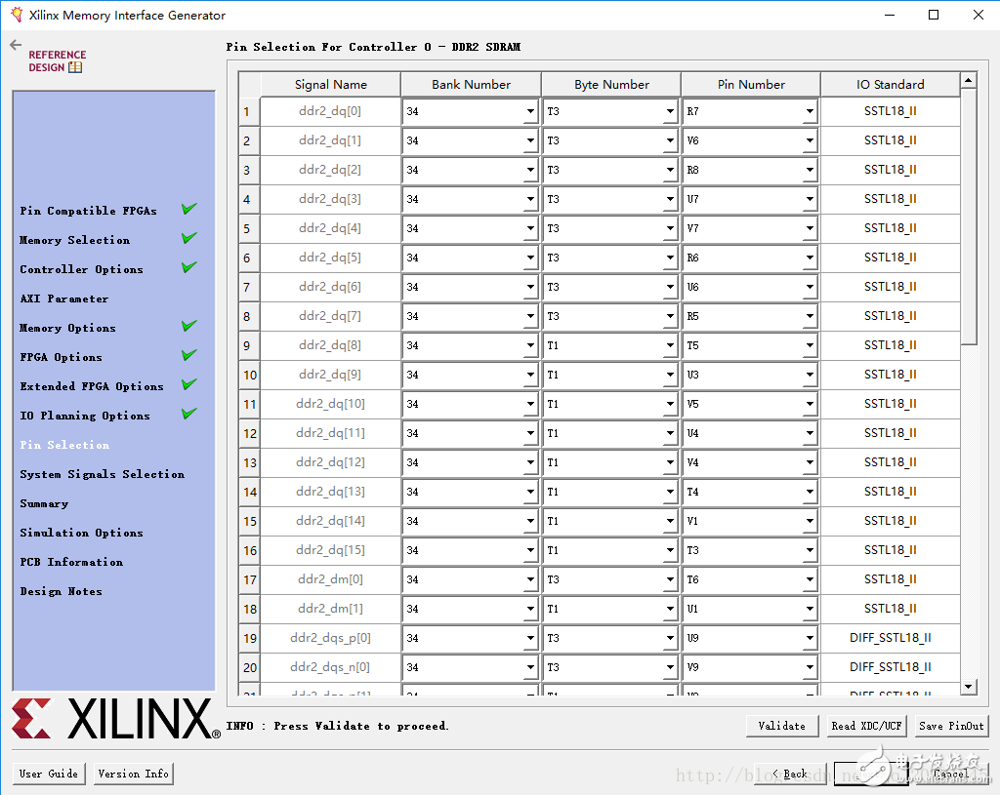 Xilinx Memory Interface Generator
REFERENCE
DESIGN
Pin Compatible FPGAs
Memory Selection
Controller Options
AXI Parameter
Memory Options
FPGA Options
Extended FPGA Options
IO Planning Options
Pin Selection
System Signals Selection
Summary
Simulation Options
PCB Information
Design Notes
XILINX®
Pin Selection For Controller 0 - DDR2 SDRAM
Signal Name Bank Number Byte Number Pin Number IO Standard
1 ddr2_dq[0] 34 T3 R7 SSTL18_II
2 ddr2_dq[1] 34 T3 V6 SSTL18_II
3 ddr2_dq[2] 34 T3 R8 SSTL18_II
4 ddr2_dq[3] 34 T3 U7 SSTL18_II
5 ddr2_dq[4] 34 T3 V7 SSTL18_II
6 ddr2_dq[5] 34 T3 R6 SSTL18_II
7 ddr2_dq[6] 34 T3 U6 SSTL18_II
8 ddr2_dq[7] 34 T3 R5 SSTL18_II
9 ddr2_dq[8] 34 T1 T5 SSTL18_II
10 ddr2_dq[9] 34 T1 U3 SSTL18_II
11 ddr2_dq[10] 34 T1 V5 SSTL18_II
12 ddr2_dq[11] 34 T1 U4 SSTL18_II
13 ddr2_dq[12] 34 T1 V4 SSTL18_II
14 ddr2_dq[13] 34 T1 T4 SSTL18_II
15 ddr2_dq[14] 34 T1 V1 SSTL18_II
16 ddr2_dq[15] 34 T1 T3 SSTL18_II
17 ddr2_dm[0] 34 T3 T6 SSTL18_II
18 ddr2_dm[1] 34 T1 U1 SSTL18_II
19 ddr2_dqs_p[0] 34 T3 U9 DIFF_SSTL18_II
20 ddr2_dqs_n[0] 34 T3 V9 DIFF_SSTL18_II
INFO : Press Validate to proceed.
Validate Read XDC/UCF Save PinOut
User Guide Version Info < Back Cancel
电子发烧友
www.elecfans.com